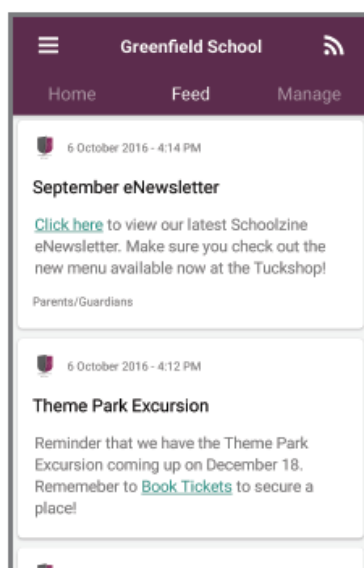 Greenfield School
Home Feed Manage
6 October 2016 - 4:14 PM
September eNewsletter
Click here to view our latest Schoolzine
eNewsletter. Make sure you check out the
new menu available now at the Tuckshop!
Parents/Guardians
6 October 2016 - 4:12 PM
Theme Park Excursion
Reminder that we have the Theme Park
Excursion coming up on December 18.
Rememeber to Book Tickets to secure a
place!